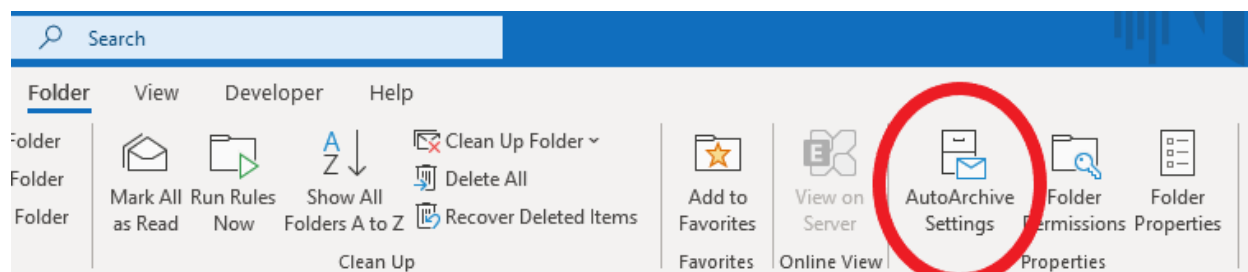 Search
Folder View Developer Help
Folder
Folder
Folder
Mark All
as Read
Run Rules
Now
Show All
Folders A to Z
Clean Up Folder
Delete All
Recover Deleted Items
Clean Up
Add to
Favorites
Favorites
View on
Server
Online View
AutoArchive
Settings
Folder
Permissions
Folder
Properties
Properties